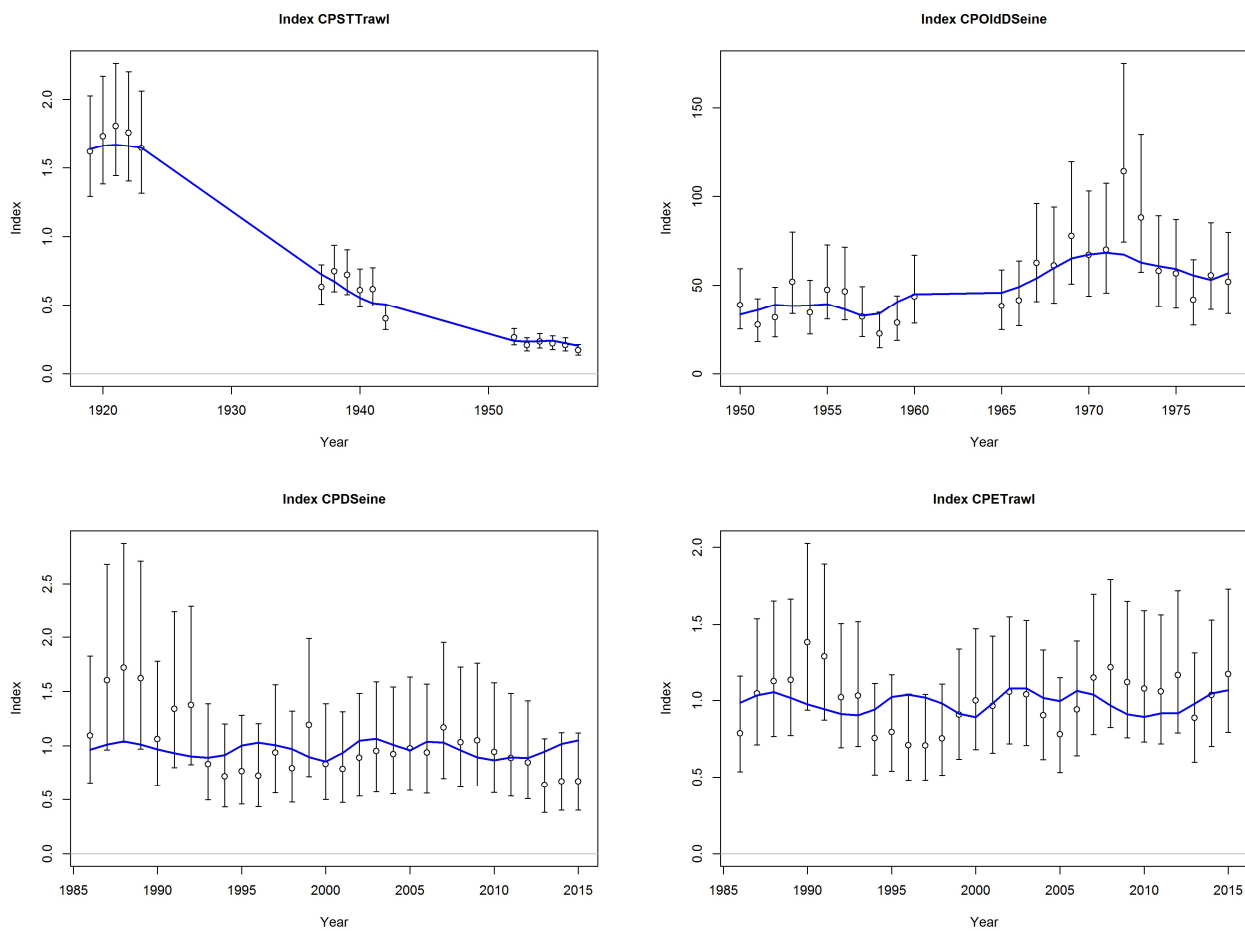 Index CPSTTrawl
Index
0.0 0.5 1.0 1.5 2.0
1920 1930 1940 1950
Year
Index CPOldDSeine
Index
0 50 100 150
1950 1955 1960 1965 1970 1975
Year
Index CPDSeine
Index
0.0 0.5 1.0 1.5 2.0 2.5
1985 1990 1995 2000 2005 2010 2015
Year
Index CPETrawl
Index
0.0 0.5 1.0 1.5 2.0
1985 1990 1995 2000 2005 2010 2015
Year